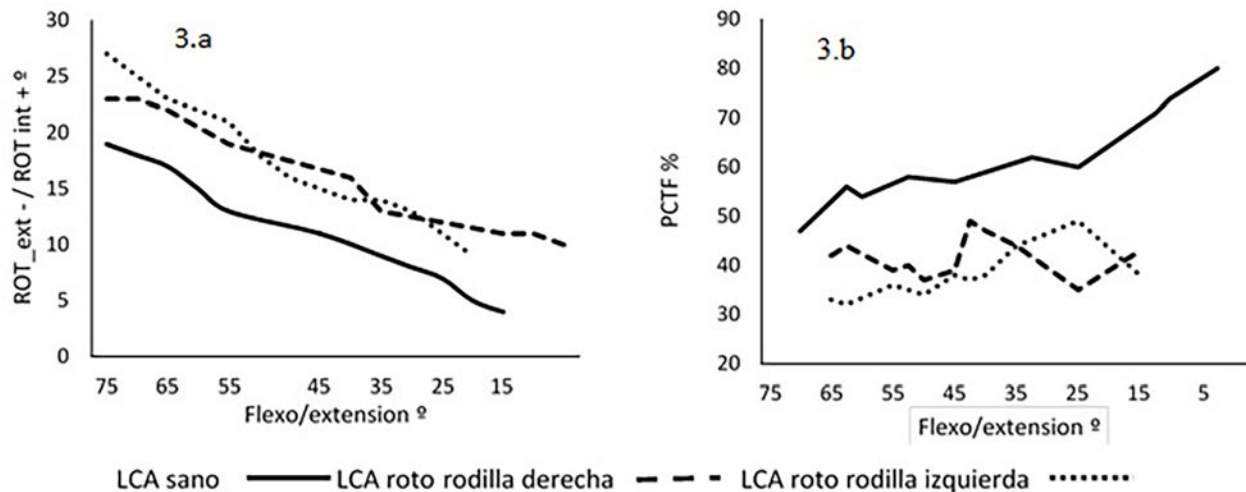 3.a
ROT_ext - / ROT int + º
30
25
20
15
10
5
0
75 65 55 45 35 25 15
Flexo/extension º
3.b
PCTF %
90
80
70
60
50
40
30
20
75 65 55 45 35 25 15 5
Flexo/extension º
LCA sano LCA roto rodilla derecha LCA roto rodilla izquierda